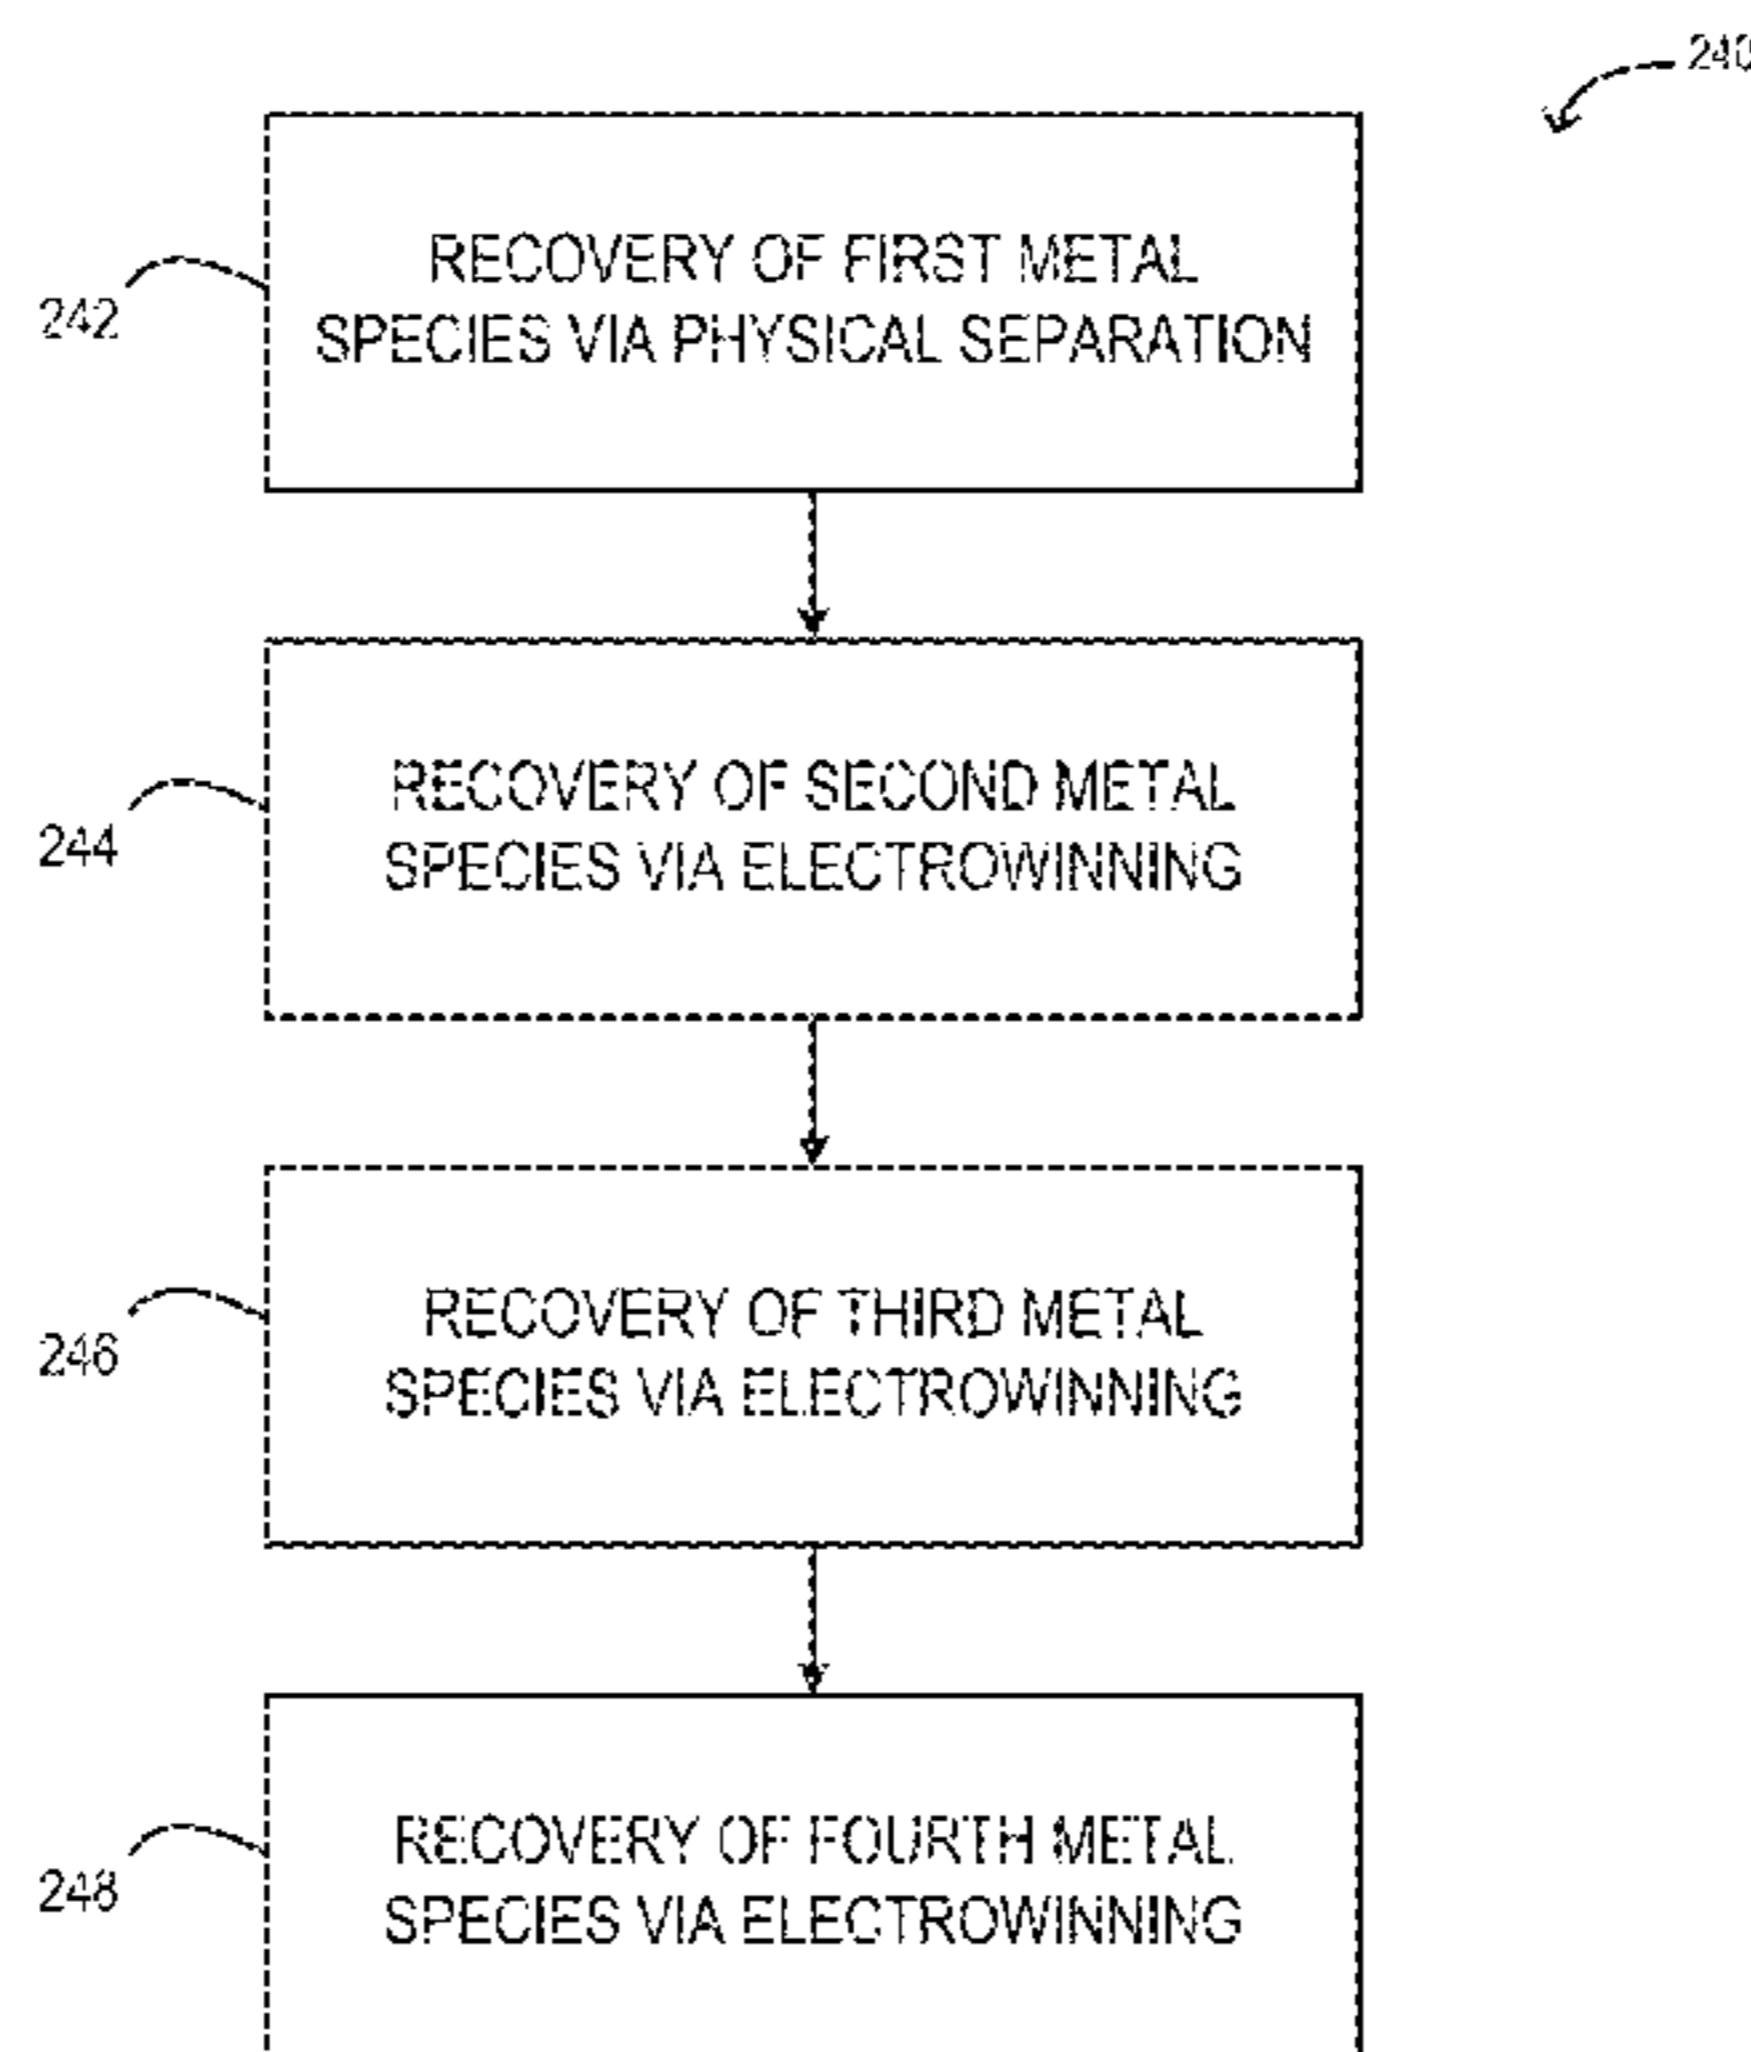 240
RECOVERY OF FIRST METAL
SPECIES VIA PHYSICAL SEPARATION
242
RECOVERY OF SECOND METAL
SPECIES VIA ELECTROWINNING
244
RECOVERY OF THIRD METAL
SPECIES VIA ELECTROWINNING
246
RECOVERY OF FOURTH METAL
SPECIES VIA ELECTROWINNING
248